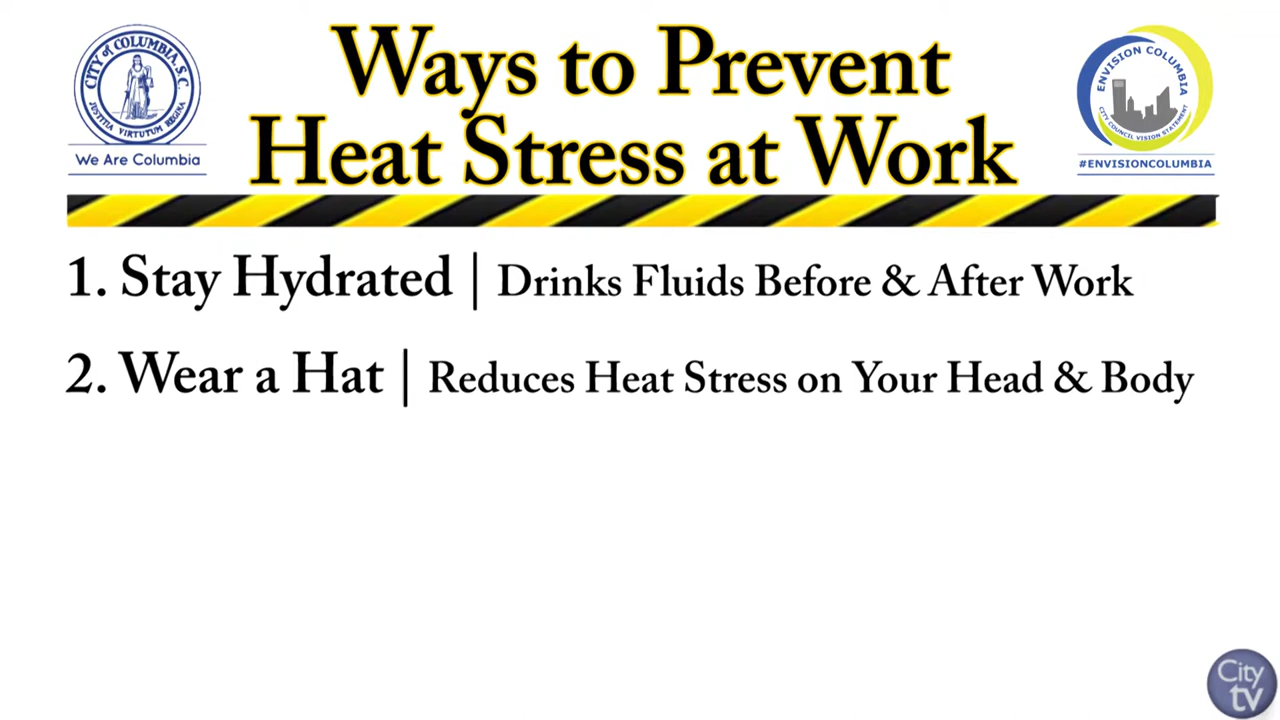 CITY of COLUMBIA, S.C.
JUSTITIA VIRTUTUM REGINA
We Are Columbia
Ways to Prevent
Heat Stress at Work
ENVISION COLUMBIA
CITY COUNCIL VISION STATEMENT
#ENVISIONCOLUMBIA
1. Stay Hydrated | Drinks Fluids Before & After Work
2. Wear a Hat | Reduces Heat Stress on Your Head & Body
City
tv